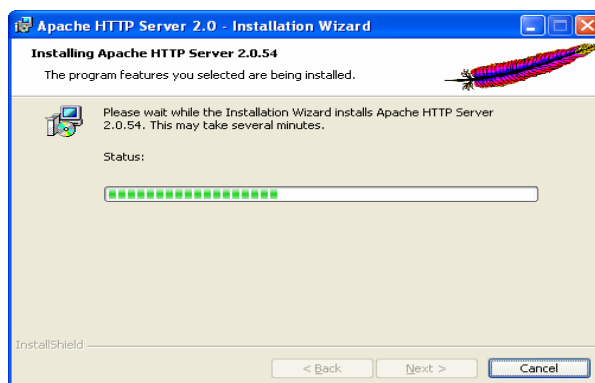 Apache HTTP Server 2.0 - Installation Wizard
Installing Apache HTTP Server 2.0.54
The program features you selected are being installed.
Please wait while the Installation Wizard installs Apache HTTP Server
2.0.54. This may take several minutes.
Status:
InstallShield
< Back
Next >
Cancel